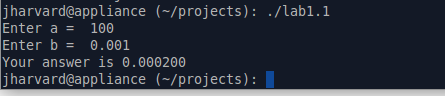 jharvard@appliance (~/projects): ./lab1.1
Enter a =  100
Enter b =  0.001
Your answer is 0.000200
jharvard@appliance (~/projects):